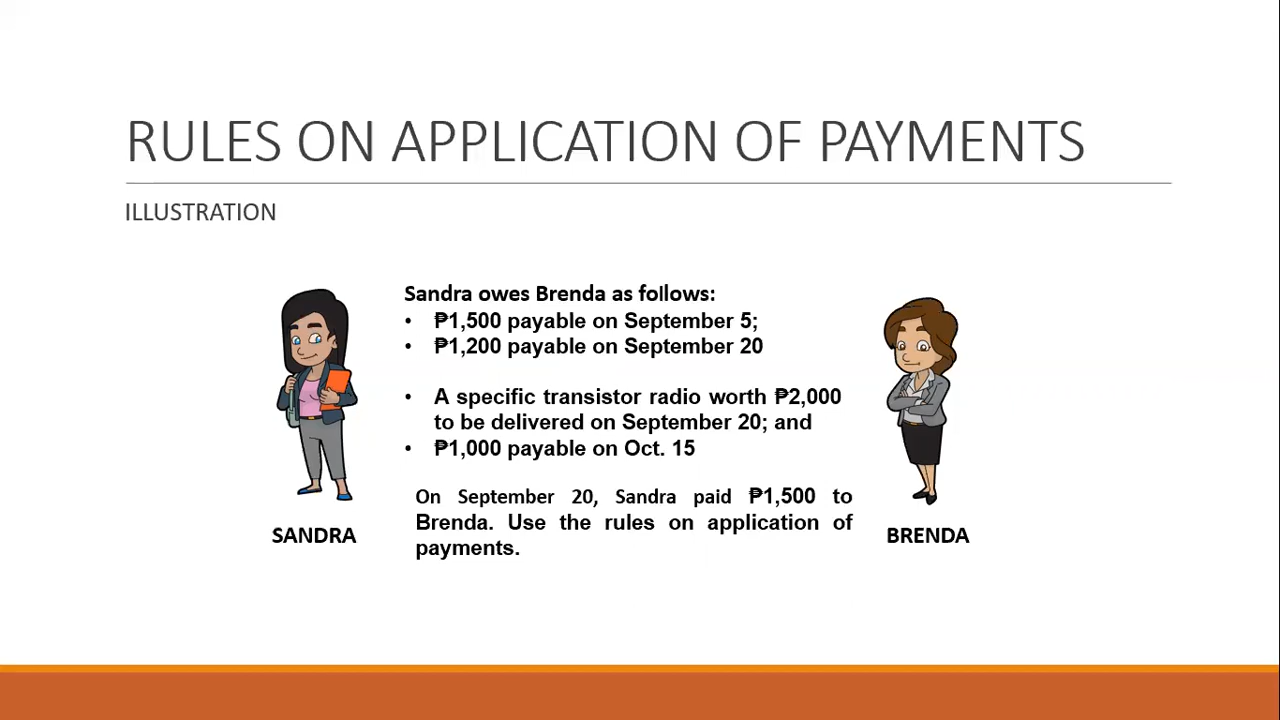 RULES ON APPLICATION OF PAYMENTS
ILLUSTRATION
Sandra owes Brenda as follows:
• ₱1,500 payable on September 5;
• ₱1,200 payable on September 20
• A specific transistor radio worth ₱2,000
to be delivered on September 20; and
• ₱1,000 payable on Oct. 15
On September 20, Sandra paid ₱1,500 to
Brenda. Use the rules on application of
payments.
SANDRA
BRENDA